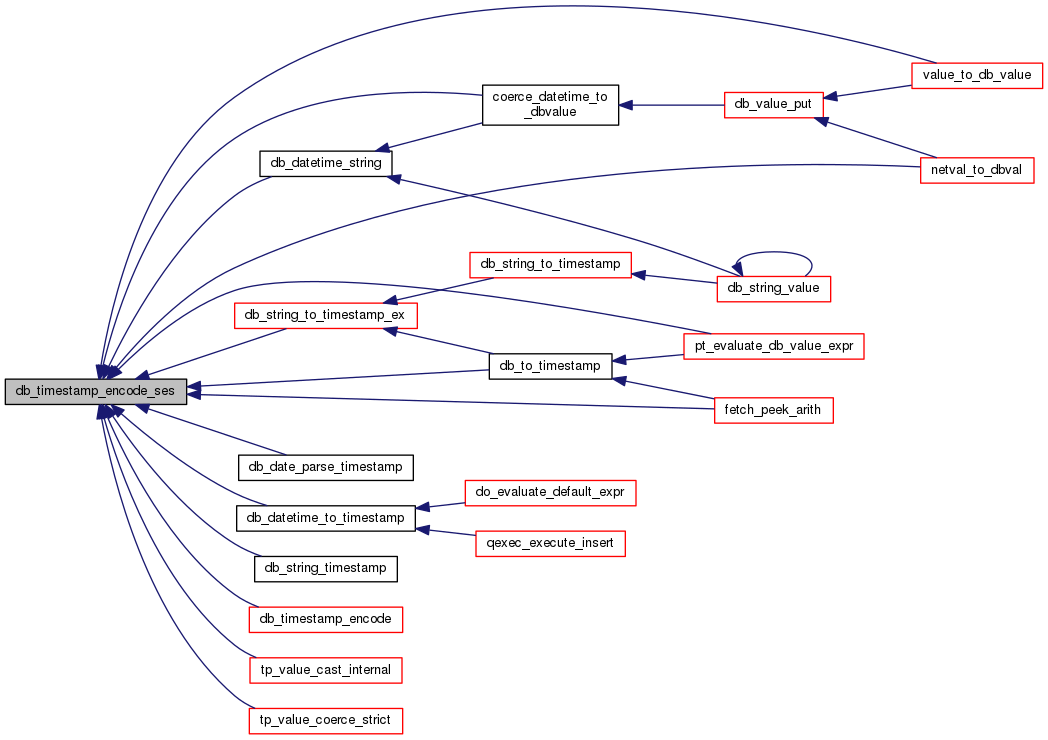 value_to_db_value
coerce_datetime_to
_dbvalue
db_value_put
db_datetime_string
netval_to_dbval
db_string_to_timestamp
db_string_value
db_string_to_timestamp_ex
pt_evaluate_db_value_expr
db_to_timestamp
db_timestamp_encode_ses
fetch_peek_arith
db_date_parse_timestamp
do_evaluate_default_expr
db_datetime_to_timestamp
qexec_execute_insert
db_string_timestamp
db_timestamp_encode
tp_value_cast_internal
tp_value_coerce_strict